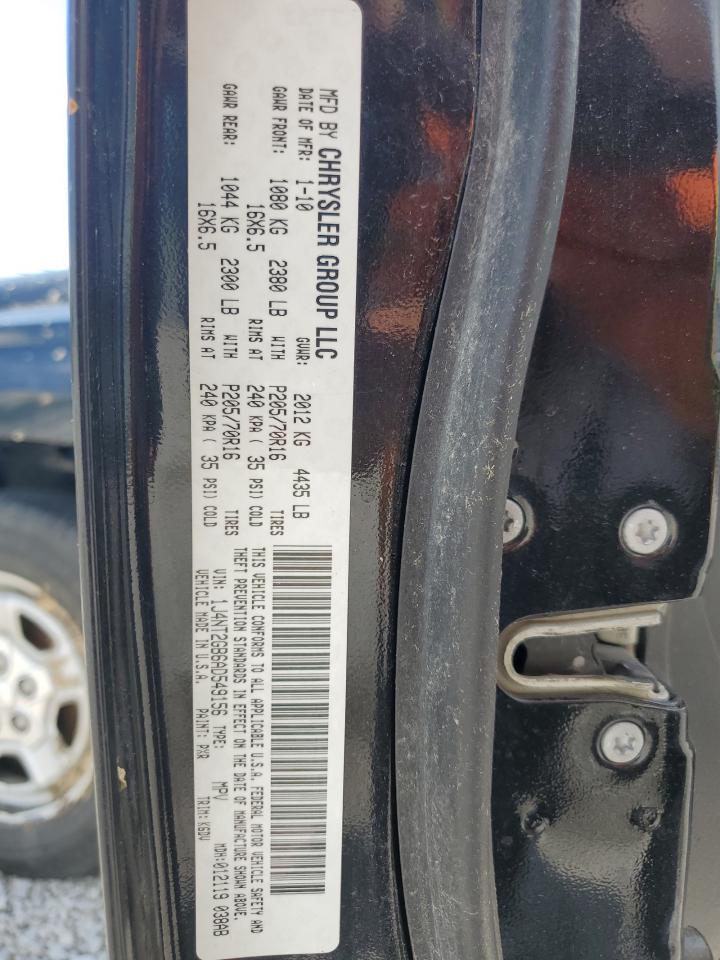 MFD BY CHRYSLER GROUP LLC
DATE OF MFR: 1-10 GVWR: 2012 KG 4435 LB
GAWR FRONT: 1080 KG 2380 LB WITH P205/70R16 TIRES
16X6.5 RIMS AT 240 KPA ( 35 PSI) COLD
GAWR REAR: 1044 KG 2300 LB WITH P205/70R16 TIRES
16X6.5 RIMS AT 240 KPA ( 35 PSI) COLD
THIS VEHICLE CONFORMS TO ALL APPLICABLE U.S.A. FEDERAL MOTOR VEHICLE SAFETY AND
THEFT PREVENTION STANDARDS IN EFFECT ON THE DATE OF MANUFACTURE SHOWN ABOVE.
VIN: 1J4NT2GB6AD549156 TYPE: MPV MDH:012119 038AB
VEHICLE MADE IN U.S.A. PAINT: PXR TRIM: K6DV